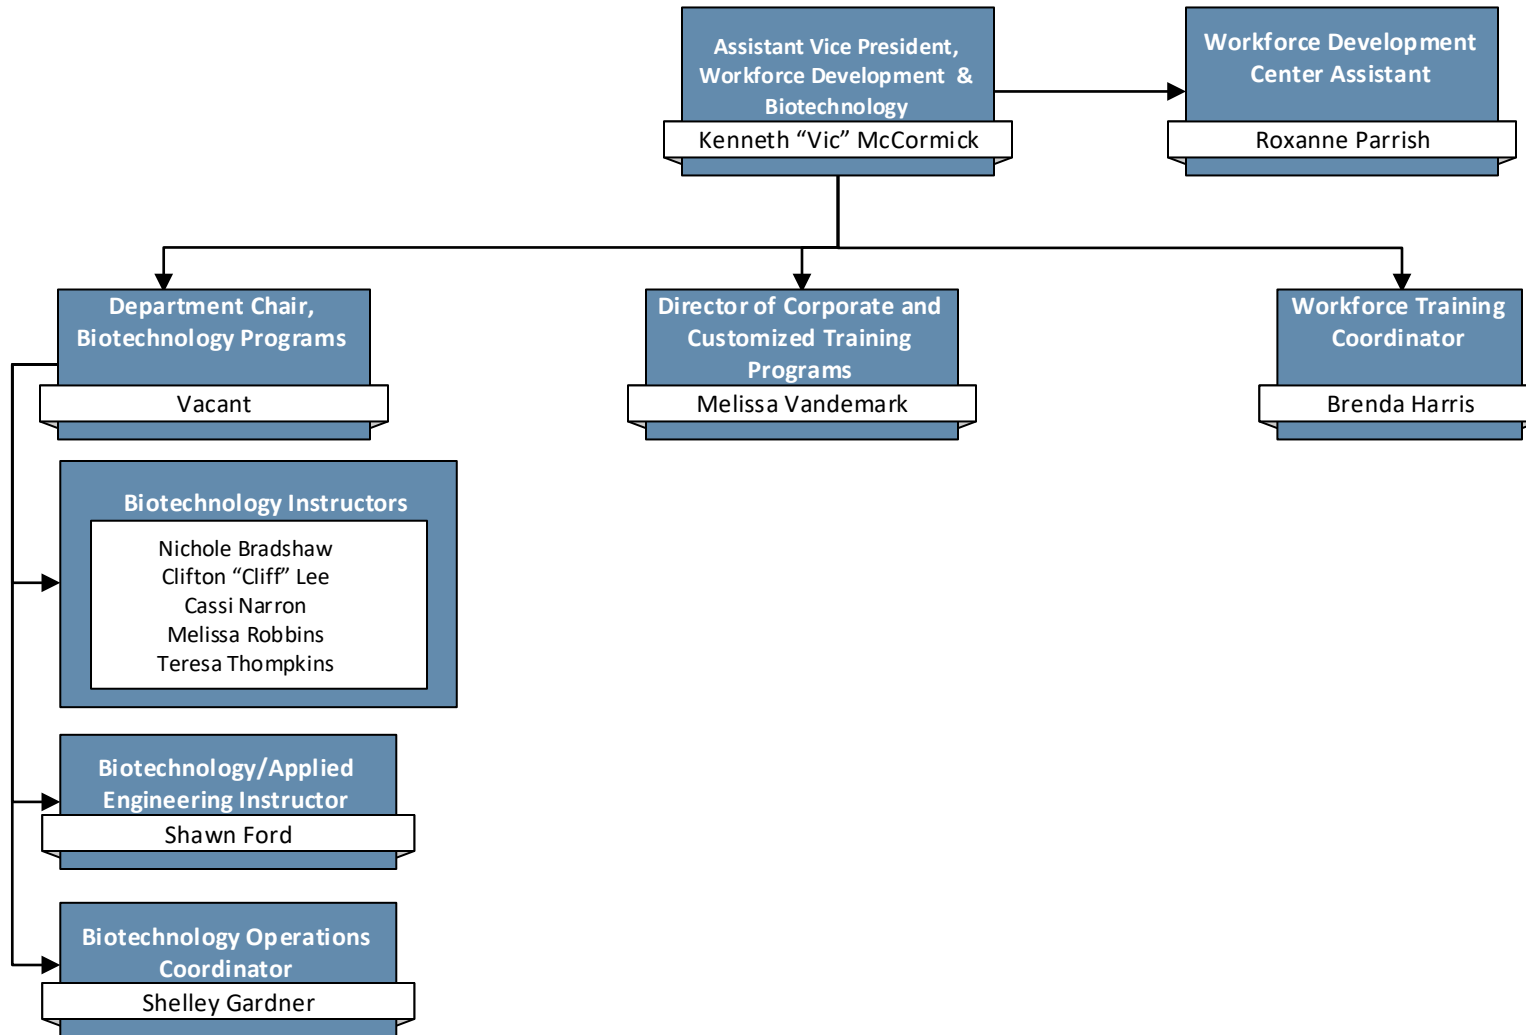 Assistant Vice President,
Workforce Development & 
Biotechnology
Kenneth “Vic” McCormick
Workforce Development
Center Assistant
Roxanne Parrish
Department Chair,
Biotechnology Programs
Vacant
Director of Corporate and
Customized Training
Programs
Melissa Vandemark
Workforce Training
Coordinator
Brenda Harris
Biotechnology Instructors
Nichole Bradshaw
Clifton “Cliff” Lee
Cassi Narron
Melissa Robbins
Teresa Thompkins
Biotechnology/Applied
Engineering Instructor
Shawn Ford
Biotechnology Operations
Coordinator
Shelley Gardner